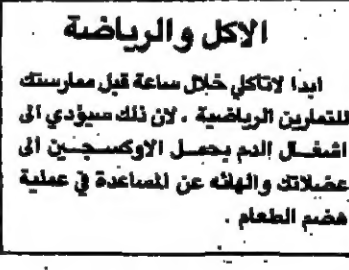 الاكل والرياضة
ابدا لاتاكلي خلال ساعة قبل ممارستك
للتمارين الرياضية ، لان ذلك سيؤدي الى
اشغال الدم بحمل الاوكسجين الى
عضلاتك والهائه عن المساعدة في عملية
هضم الطعام .